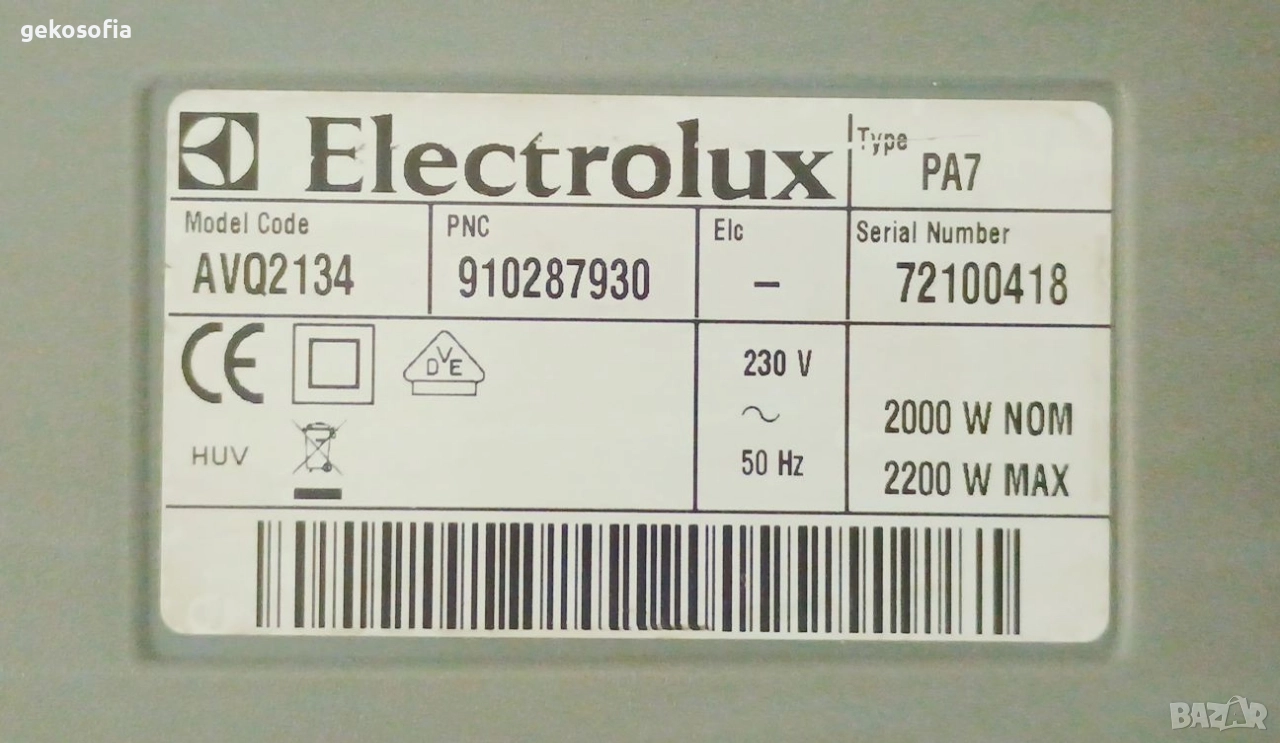 gekosofia
Electrolux
Type
PA7
Model Code
AVQ2134
PNC
910287930
Elc
–
Serial Number
72100418
CE
DVE
HUV
230 V
~
50 Hz
2000 W NOM
2200 W MAX
BAZAR